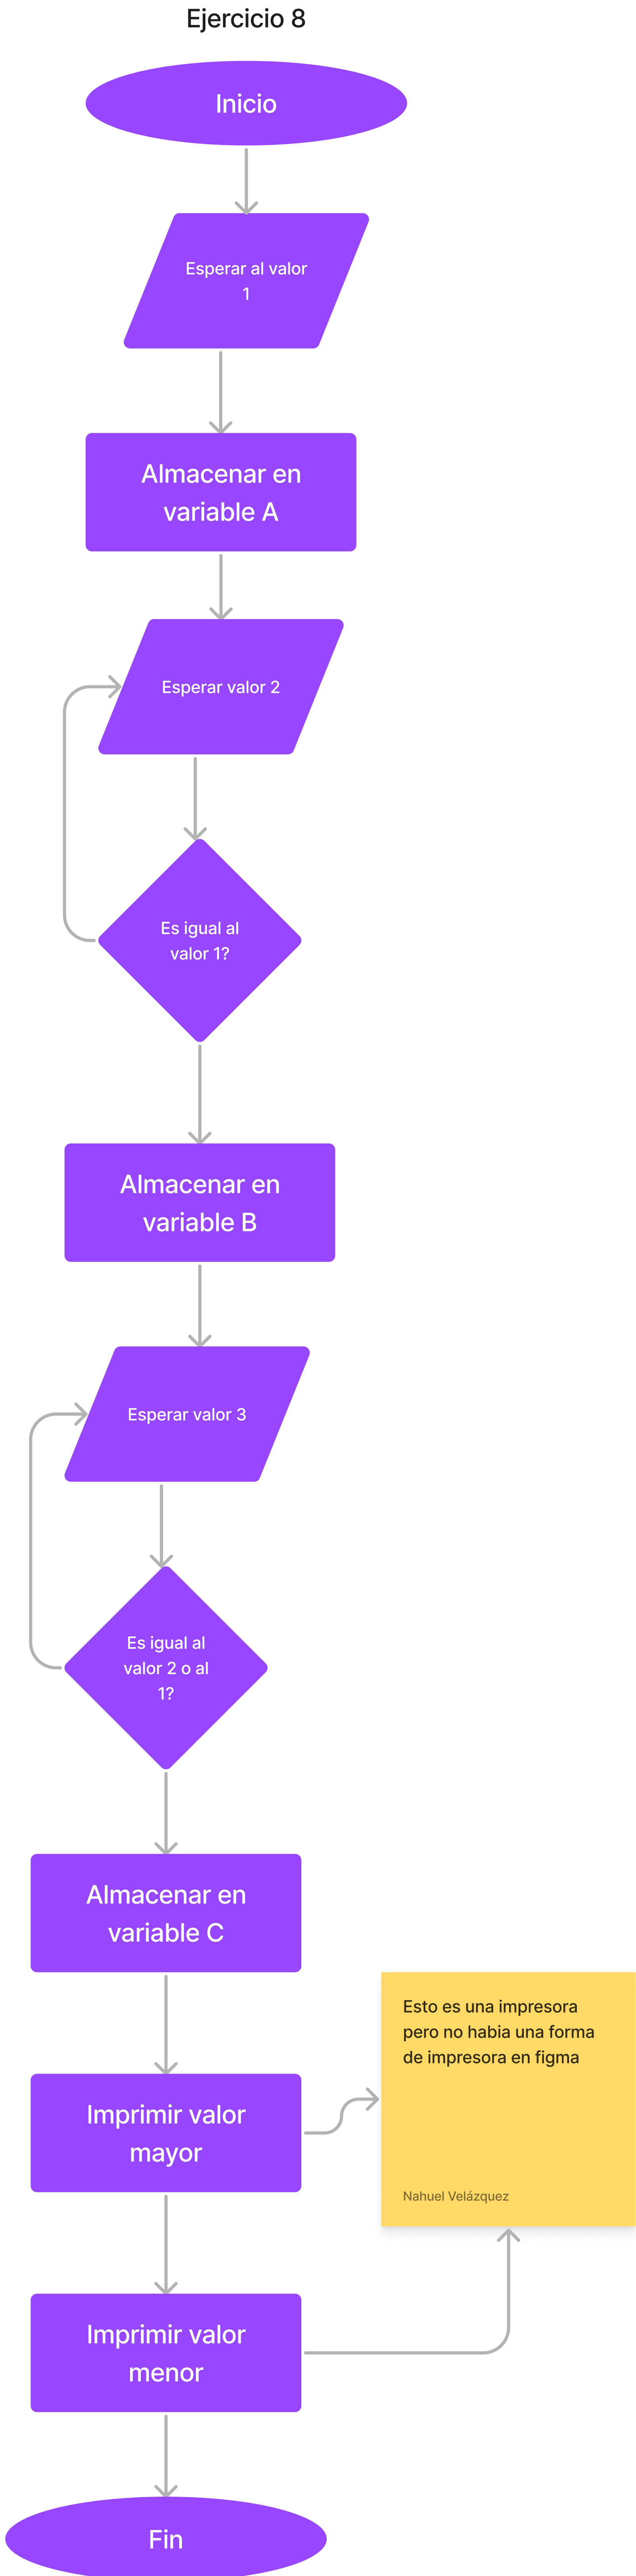 Ejercicio 8
Inicio
Esperar al valor
1
Almacenar en
variable A
Esperar valor 2
Es igual al
valor 1?
Almacenar en
variable B
Esperar valor 3
Es igual al
valor 2 o al
1?
Almacenar en
variable C
Esto es una impresora
pero no habia una forma
de impresora en figma
Nahuel Velázquez
Imprimir valor
mayor
Imprimir valor
menor
Fin